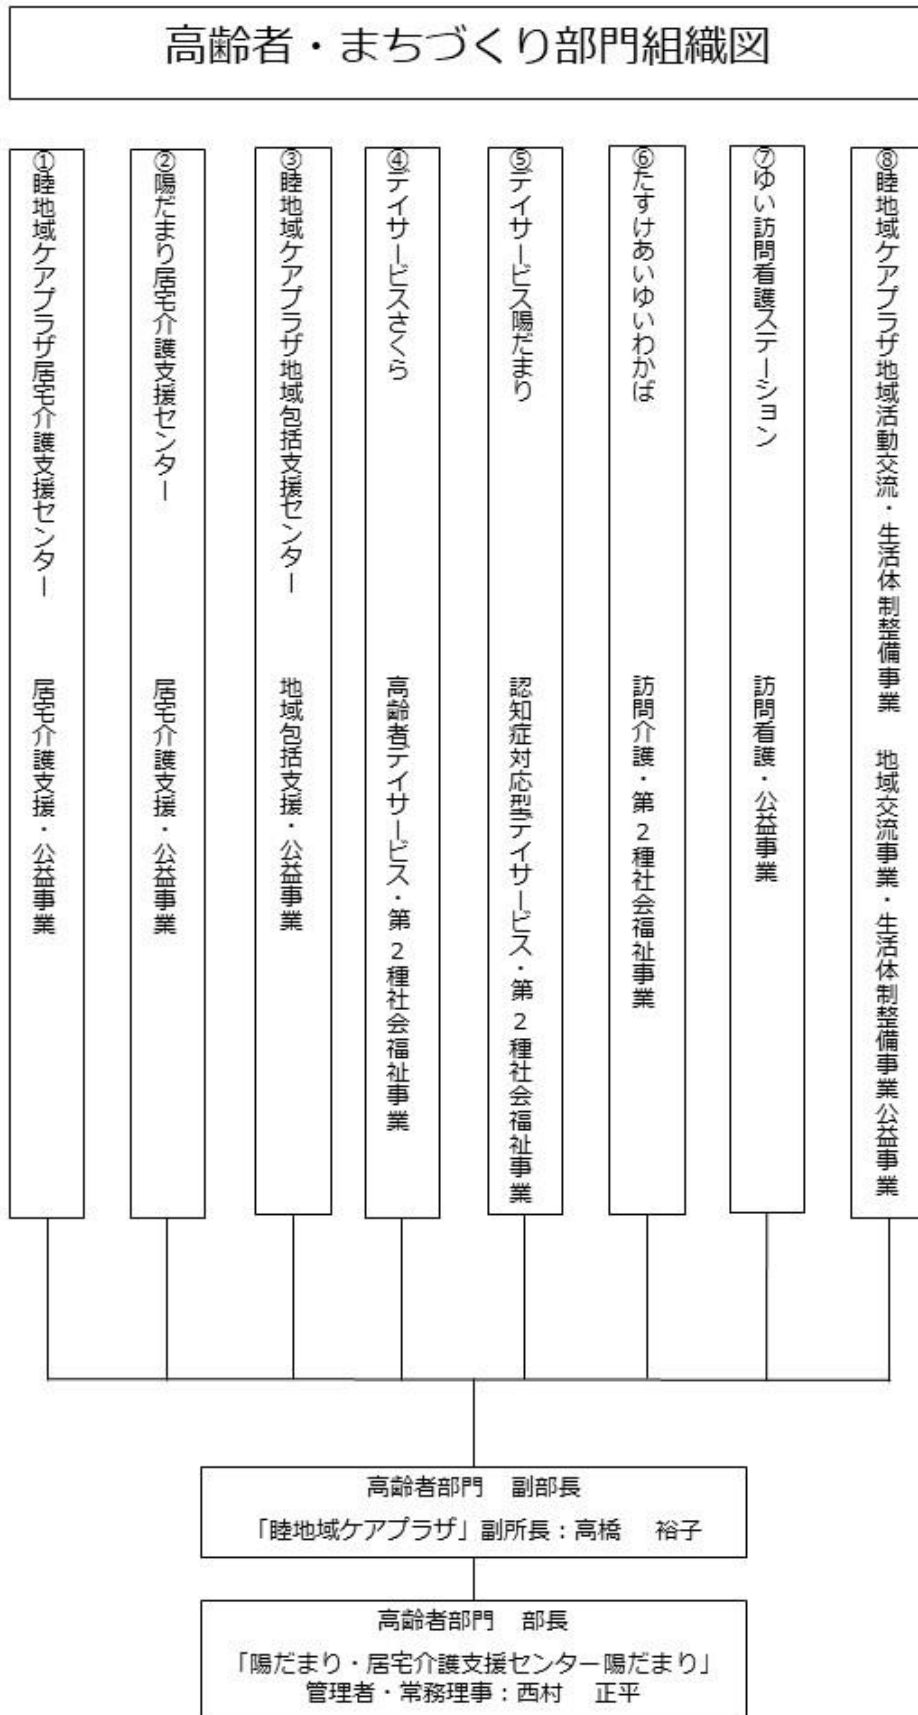 高齢者・まちづくり部門組織図
①睦地域ケアプラザ居宅介護支援センター　居宅介護支援・公益事業
②陽だまり居宅介護支援センター　居宅介護支援・公益事業
③睦地域ケアプラザ地域包括支援センター　地域包括支援・公益事業
④デイサービスさくら　高齢者デイサービス・第2種社会福祉事業
⑤デイサービス陽だまり　認知症対応型デイサービス・第2種社会福祉事業
⑥たすけあいゆいわかば　訪問介護・第2種社会福祉事業
⑦ゆい訪問看護ステーション　訪問看護・公益事業
⑧睦地域ケアプラザ地域活動交流・生活体制整備事業　地域交流事業・生活体制整備事業公益事業
高齢者部門　副部長
「睦地域ケアプラザ」副所長：高橋　裕子
高齢者部門　部長
「陽だまり・居宅介護支援センター陽だまり」
管理者・常務理事：西村　正平